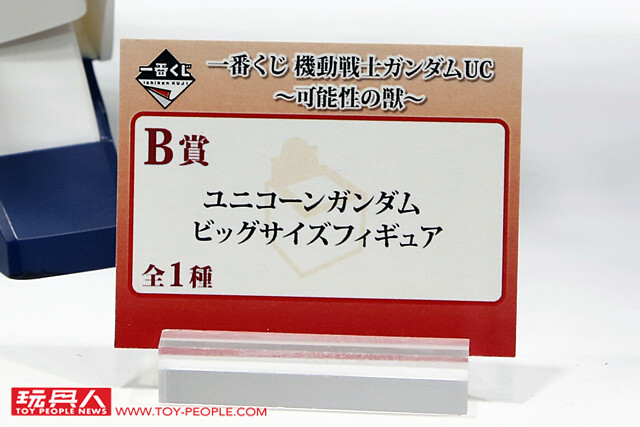 一番くじ
Ichiban KUJI
一番くじ 機動戦士ガンダムUC
～可能性の獣～
B賞
ユニコーンガンダム
ビッグサイズフィギュア
全1種
玩具人
TOY PEOPLE NEWS
WWW.TOY-PEOPLE.COM